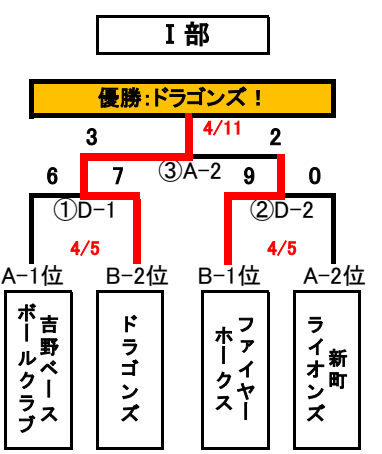 Ⅰ部
優勝：ドラゴンズ！
4/11
3
2
6
7
③A-2
9
0
①D-1
②D-2
4/5
4/5
A-1位
B-2位
B-1位
A-2位
吉野ベース
ボールクラブ
ドラゴンズ
ファイヤー
ホークス
新町
ライオンズ